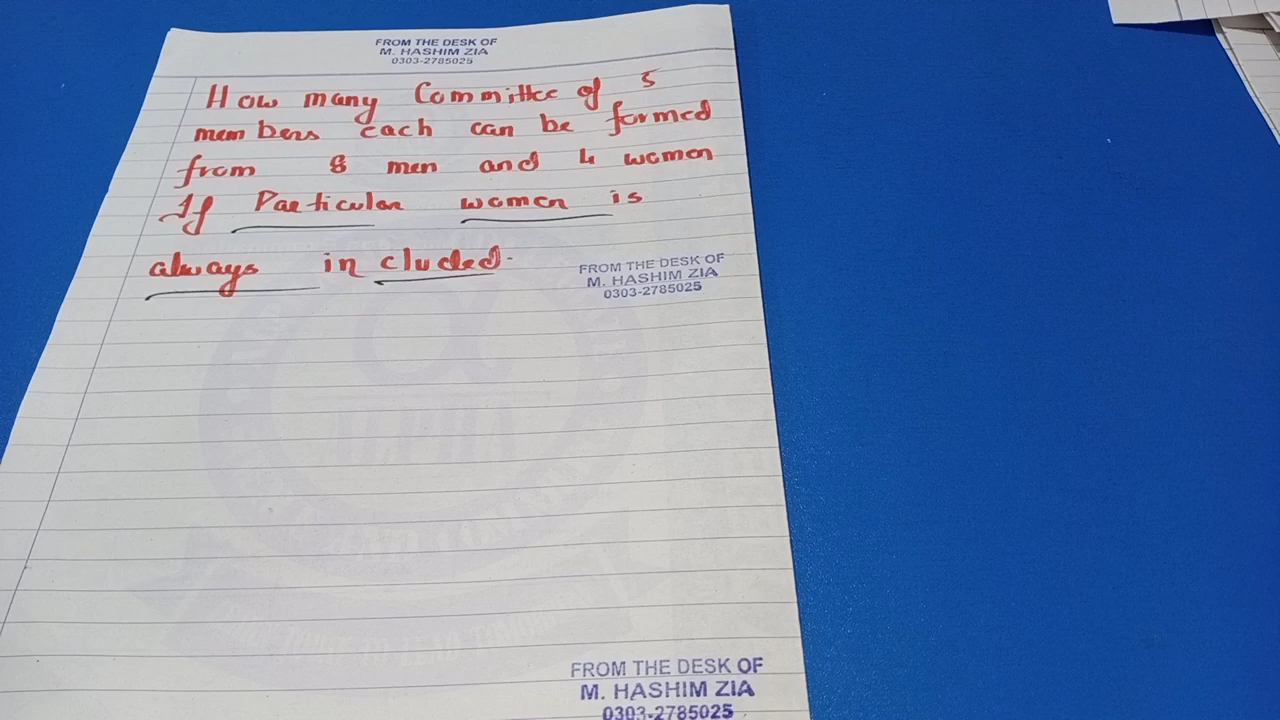 FROM THE DESK OF
M. HASHIM ZIA
0303-2785025
How many Committee of 5
members each can be formed
from 8 men and 4 women
If Particular women is
always included.
FROM THE DESK OF
M. HASHIM ZIA
0303-2785025
FROM THE DESK OF
M. HASHIM ZIA
0303-2785025